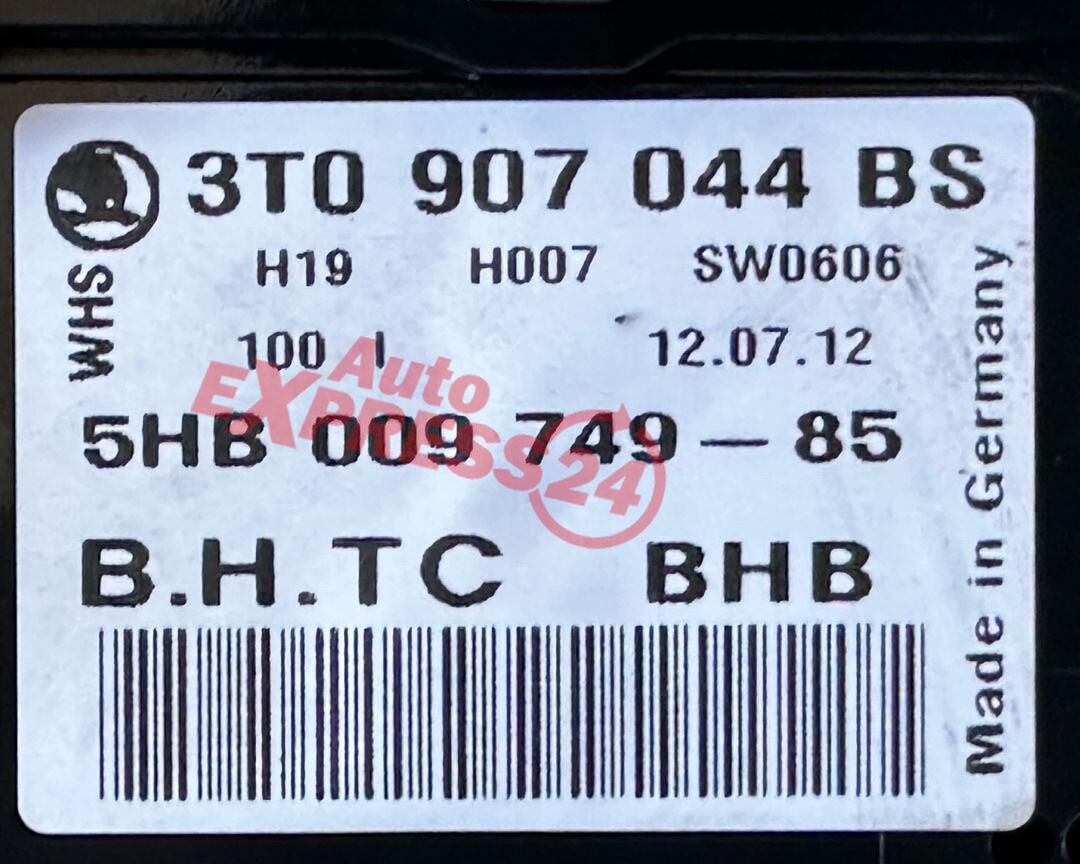 3T0 907 044 BS
H19 H007 SW0606
WHS
100 I 12.07.12
5HB 009 749 – 85
B.H.TC BHB
Made in Germany
Auto
EXPRESS24